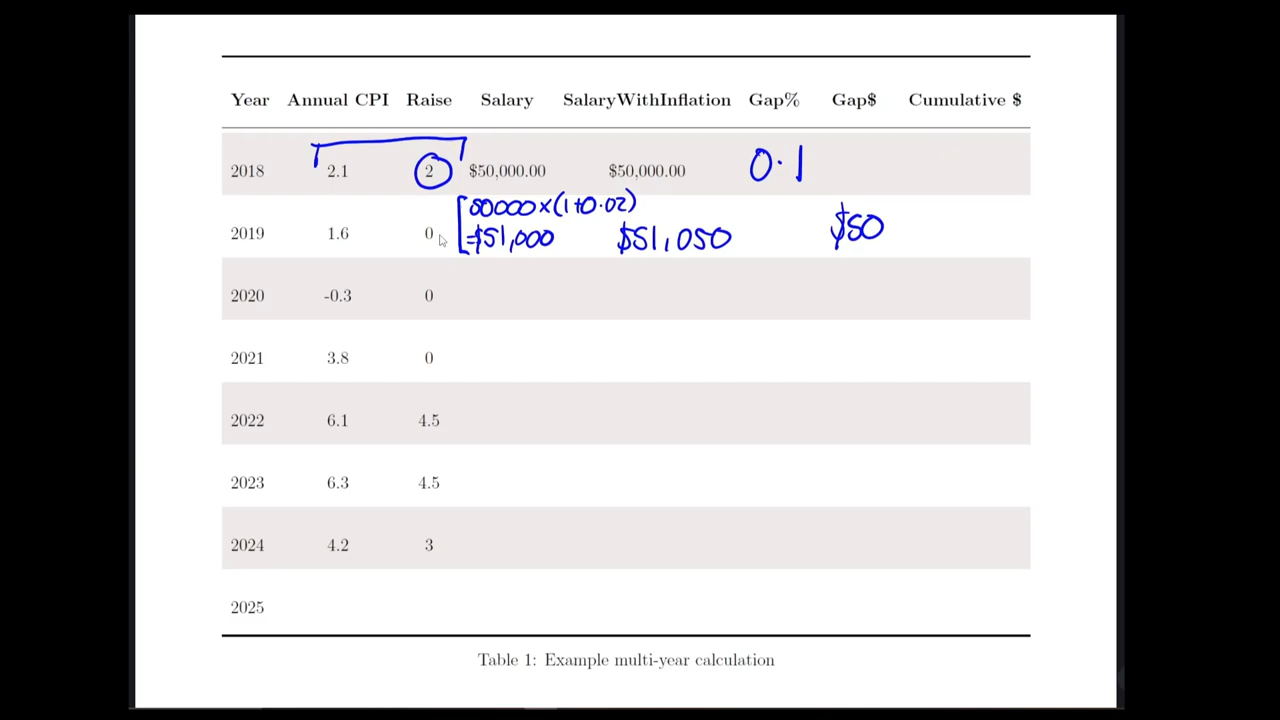 Year Annual CPI Raise Salary SalaryWithInflation Gap% Gap$ Cumulative $
2018 2.1 2 $50,000.00 $50,000.00 0.1
50000×(1+0.02)
2019 1.6 0 =$51,000 $51,050 $50
2020 -0.3 0
2021 3.8 0
2022 6.1 4.5
2023 6.3 4.5
2024 4.2 3
2025
Table 1: Example multi-year calculation